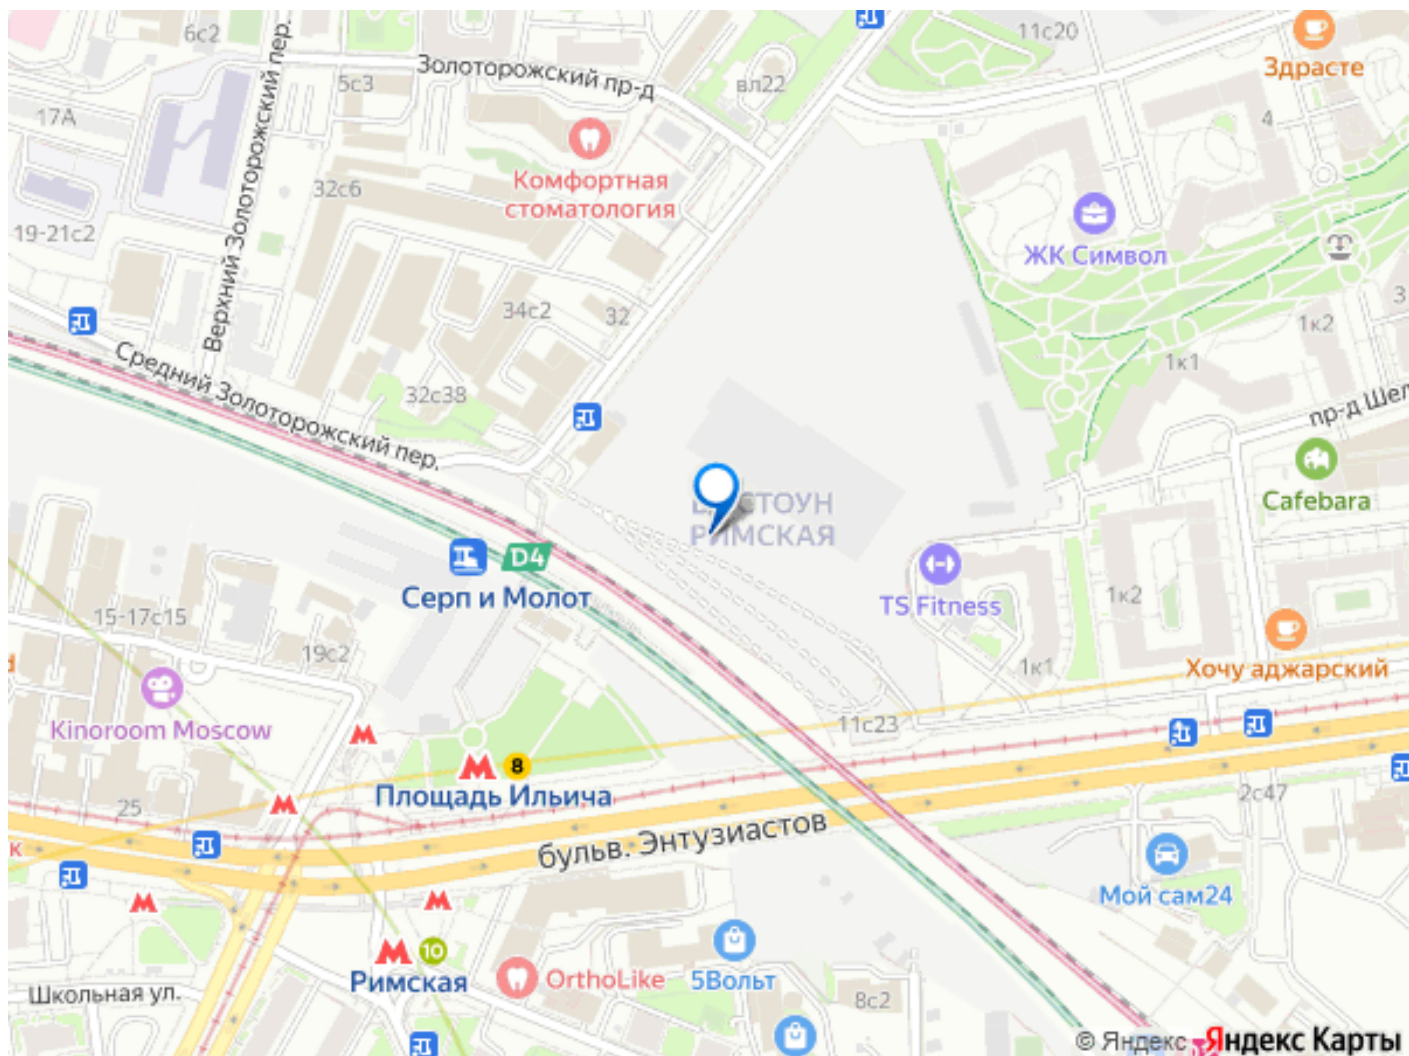 6с2
11с20
Здрасте
Золоторожский пр-д
5с3
вл22
17А
4
Верхний Золоторожский пер.
Комфортная
стоматология
32с6
19-21с2
ЖК Символ
34с2
32
3
1к2
1к1
Средний Золоторожский пер.
32с38
пр-д Шел
Cafebara
РИМСКАЯ
D4
Серп и Молот
TS Fitness
1к2
15-17с15
19с2
1к1
Хочу аджарский
Kinoroom Moscow
11с23
8
Площадь Ильича
25
2с47
бульв. Энтузиастов
к
Мой сам24
10
Римская
OrthoLike
5Вольт
Школьная ул.
8с2
© Яндекс Яндекс Карты